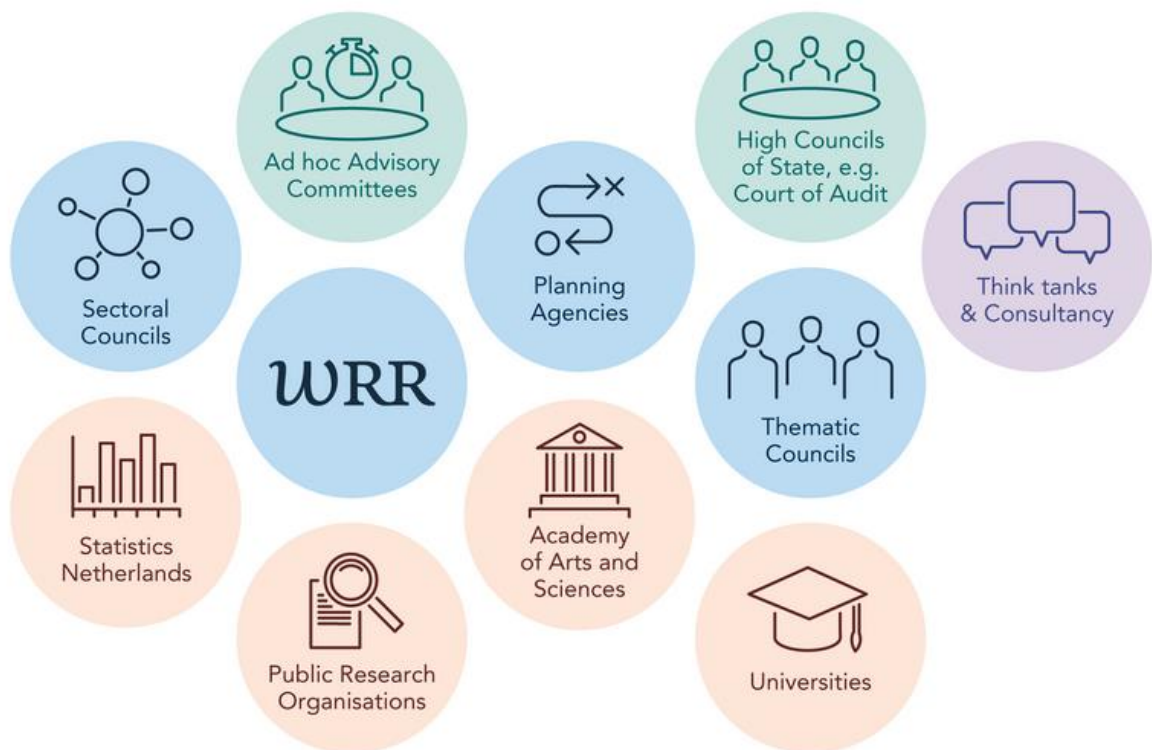 Ad hoc Advisory
Committees
High Councils
of State, e.g.
Court of Audit
Sectoral
Councils
Planning
Agencies
Think tanks
& Consultancy
WRR
Thematic
Councils
Statistics
Netherlands
Academy
of Arts and
Sciences
Public Research
Organisations
Universities